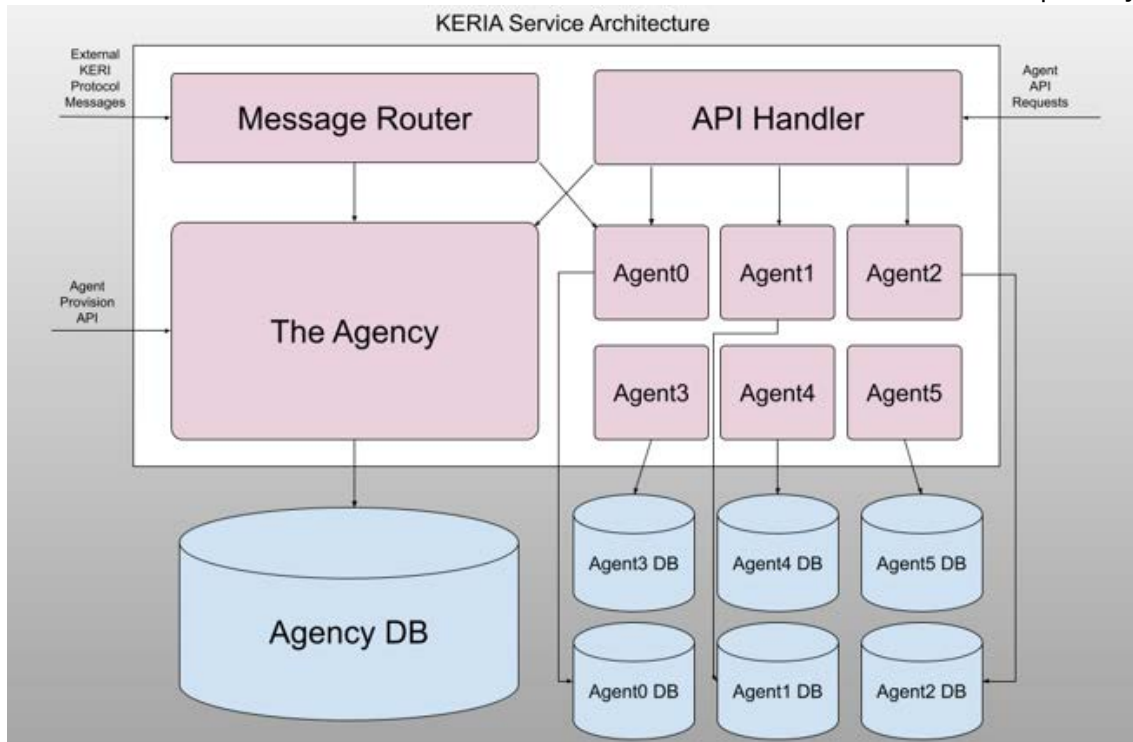 KERIA Service Architecture
External
KERI
Protocol
Messages
Message Router
API Handler
Agent
API
Requests
Agent
Provision
API
The Agency
Agent0
Agent1
Agent2
Agent3
Agent4
Agent5
Agency DB
Agent3 DB
Agent4 DB
Agent5 DB
Agent0 DB
Agent1 DB
Agent2 DB